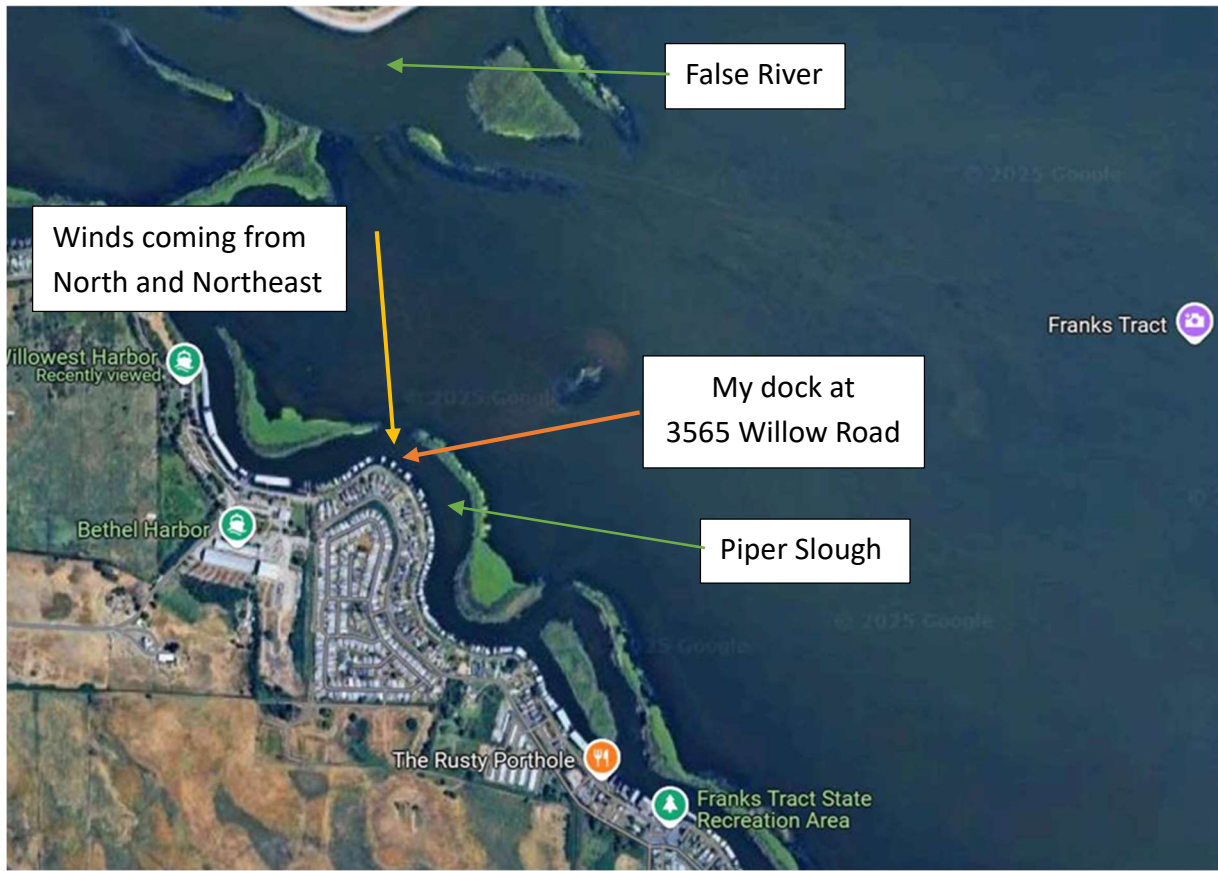 False River
© 2025 Google
Winds coming from
North and Northeast
Franks Tract
Willowest Harbor
Recently viewed
My dock at
3565 Willow Road
© 2025 Google
Bethel Harbor
Piper Slough
© 2025 Google
2025 Google
The Rusty Porthole
Franks Tract State
Recreation Area